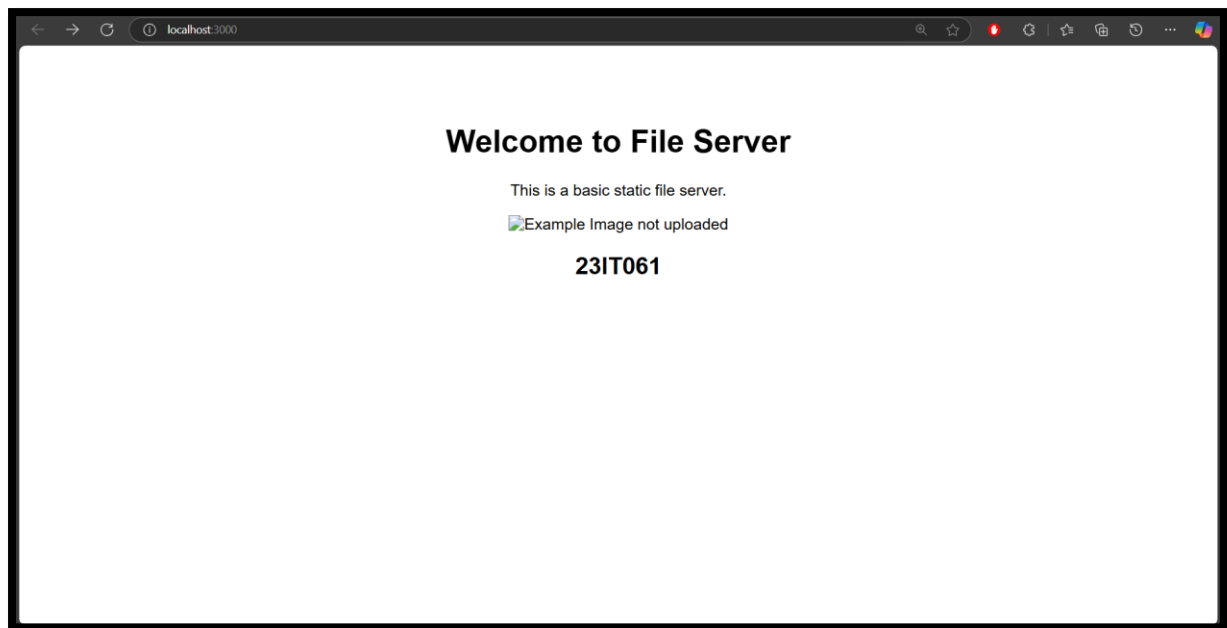 localhost:3000
Welcome to File Server
This is a basic static file server.
Example Image not uploaded
23IT061